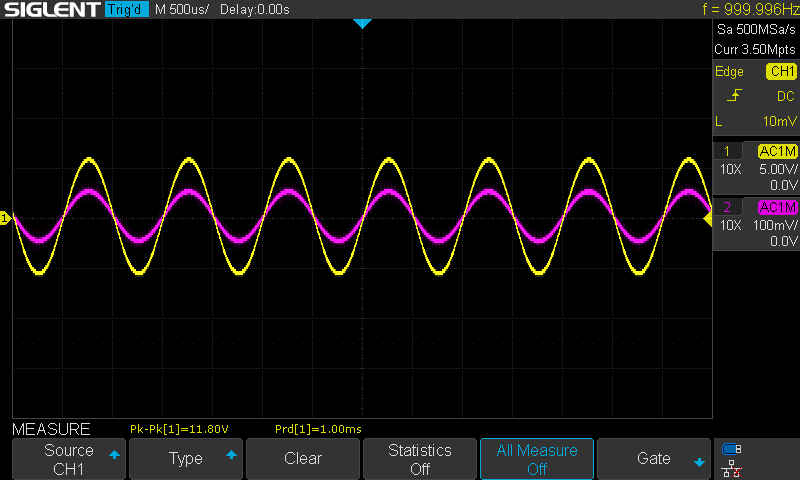 SIGLENT Trig'd M 500us/ Delay:0.00s f = 999.996Hz
Sa 500MSa/s
Curr 3.50Mpts
Edge CH1
DC
L 10mV
1 AC1M
10X 5.00V/
0.0V
2 AC1M
10X 100mV/
0.0V
1
MEASURE Pk-Pk[1]=11.80V Prd[1]=1.00ms
Source
CH1
Type
Clear
Statistics
Off
All Measure
Off
Gate